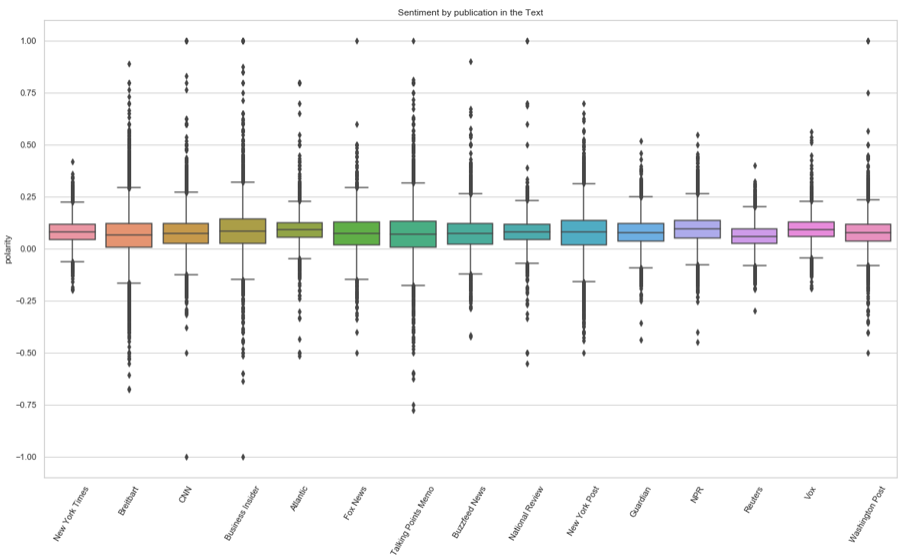 Sentiment by publication in the Text
polarity
1.00
0.75
0.50
0.25
0.00
−0.25
−0.50
−0.75
−1.00
New York Times
Breitbart
CNN
Business Insider
Atlantic
Fox News
Talking Points Memo
Buzzfeed News
National Review
New York Post
Guardian
NPR
Reuters
Vox
Washington Post